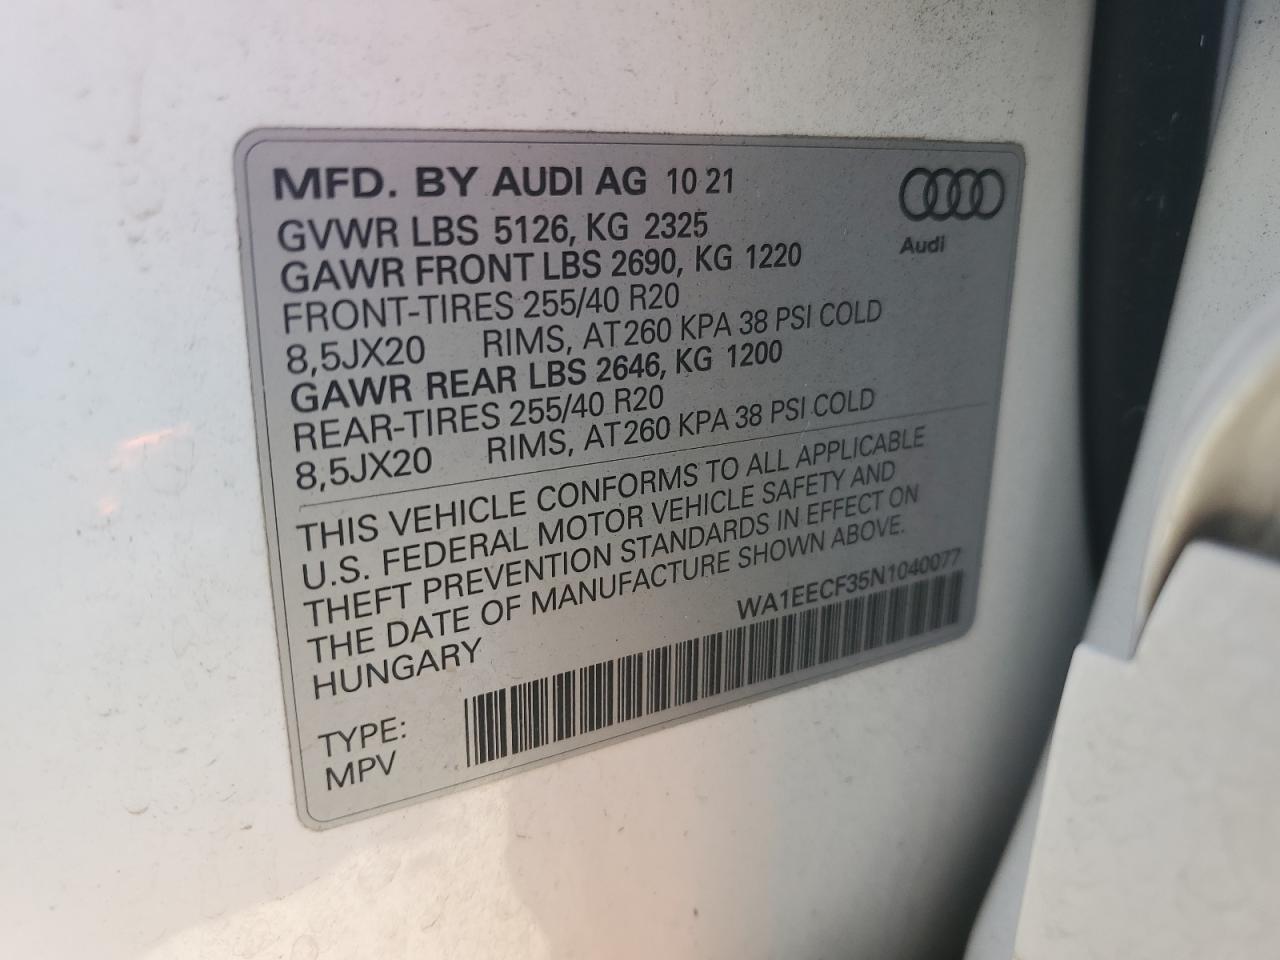 MFD. BY AUDI AG 10 21
Audi
GVWR LBS 5126, KG 2325
GAWR FRONT LBS 2690, KG 1220
FRONT-TIRES 255/40 R20
8,5JX20 RIMS, AT260 KPA 38 PSI COLD
GAWR REAR LBS 2646, KG 1200
REAR-TIRES 255/40 R20
8,5JX20 RIMS, AT260 KPA 38 PSI COLD
THIS VEHICLE CONFORMS TO ALL APPLICABLE
U.S. FEDERAL MOTOR VEHICLE SAFETY AND
THEFT PREVENTION STANDARDS IN EFFECT ON
THE DATE OF MANUFACTURE SHOWN ABOVE.
HUNGARY
WA1EECF35N1040077
TYPE:
MPV